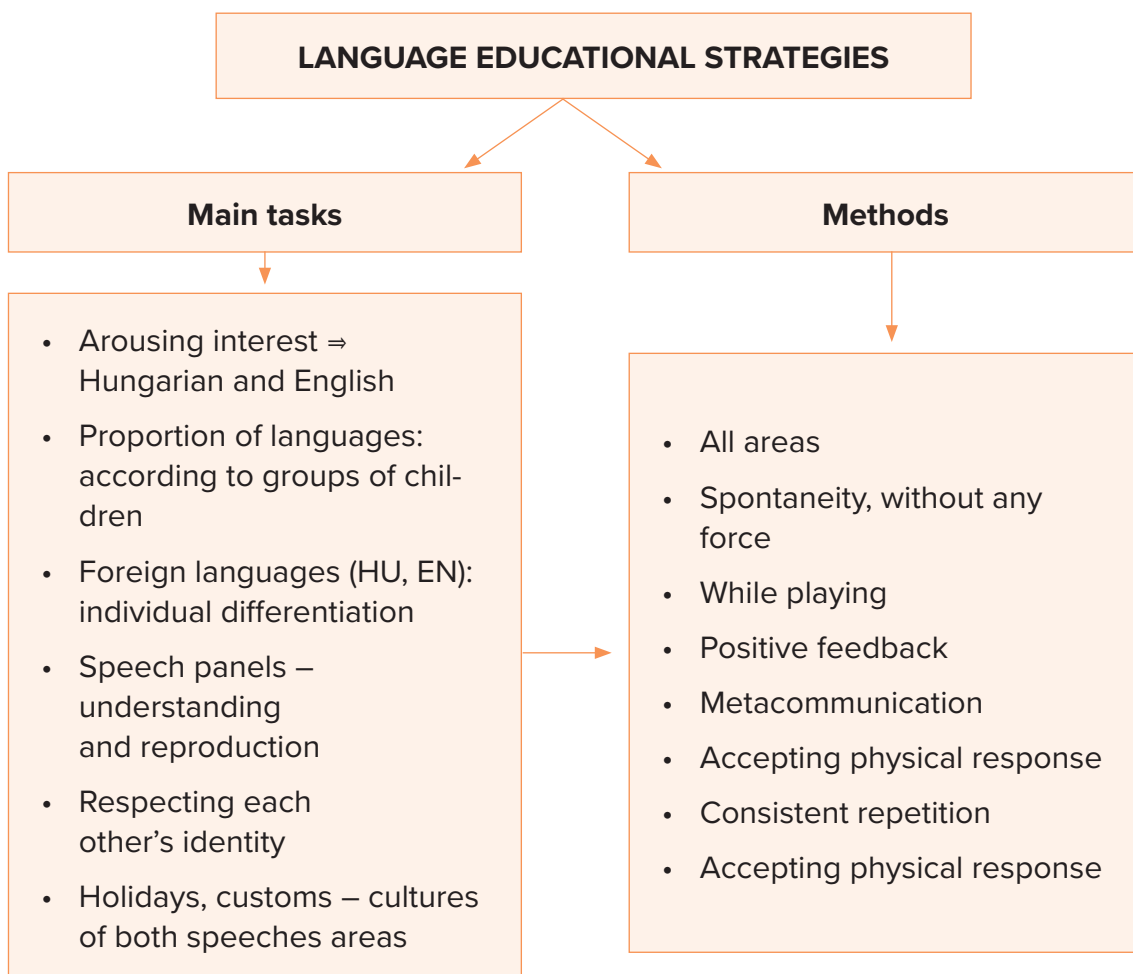 LANGUAGE EDUCATIONAL STRATEGIES
Main tasks
• Arousing interest ⇒
Hungarian and English
• Proportion of languages:
according to groups of chil-
dren
• Foreign languages (HU, EN):
individual differentiation
• Speech panels –
understanding
and reproduction
• Respecting each
other’s identity
• Holidays, customs – cultures
of both speeches areas
Methods
• All areas
• Spontaneity, without any
force
• While playing
• Positive feedback
• Metacommunication
• Accepting physical response
• Consistent repetition
• Accepting physical response